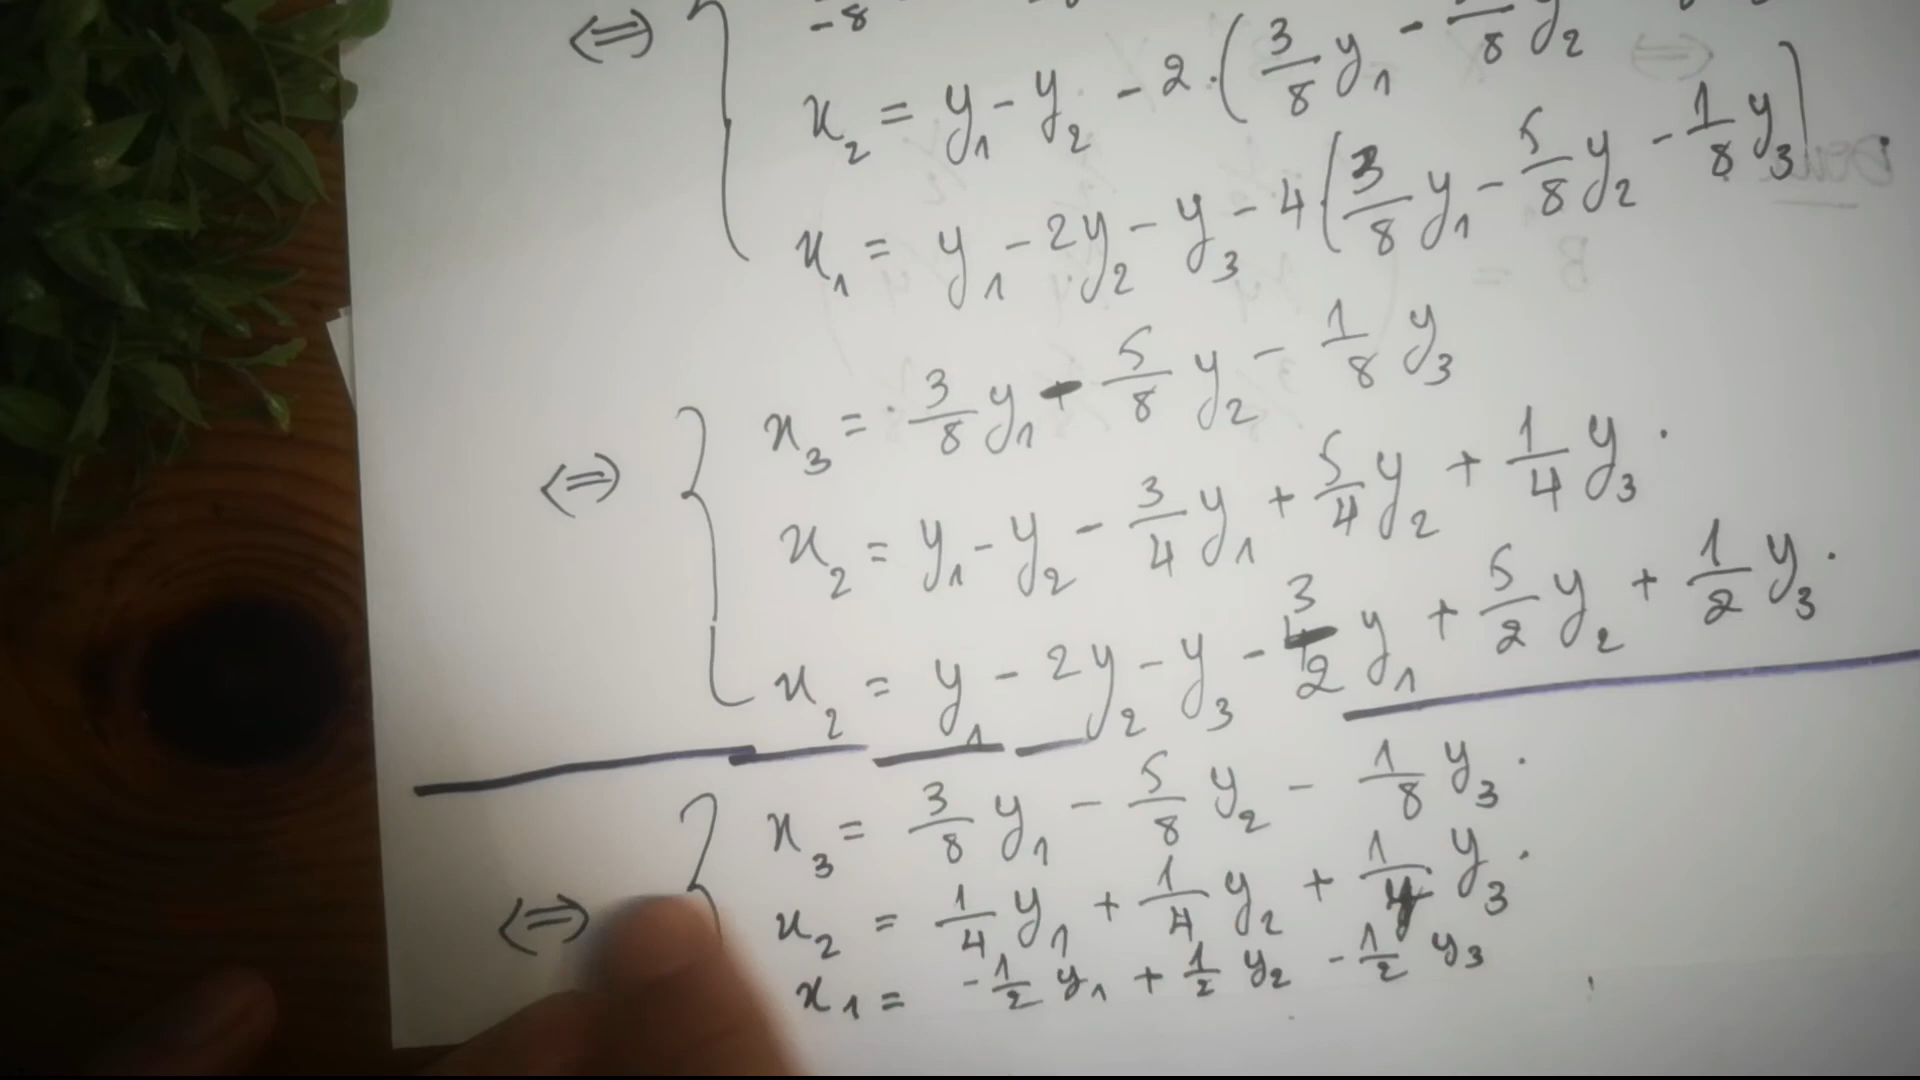 ⟺ { -8
x₂ = y₁ - y₂ - 2·(3/8 y₁ - /8 y₂
x₁ = y₁ - 2y₂ - y₃ - 4(3/8 y₁ - 5/8 y₂ - 1/8 y₃)
⟺ { x₃ = 3/8 y₁ - 5/8 y₂ - 1/8 y₃
x₂ = y₁ - y₂ - 3/4 y₁ + 5/4 y₂ + 1/4 y₃.
x₂ = y₁ - 2y₂ - y₃ - 3/2 y₁ + 5/2 y₂ + 1/2 y₃.
⟺ { x₃ = 3/8 y₁ - 5/8 y₂ - 1/8 y₃.
x₂ = 1/4 y₁ + 1/4 y₂ + 1/4 y₃.
x₁ = -1/2 y₁ + 1/2 y₂ - 1/2 y₃